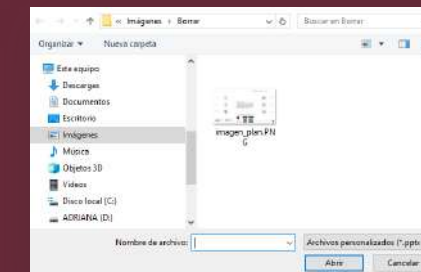 « Imágenes › Borrar
Buscar en Borrar
Organizar ▾ Nueva carpeta
Este equipo
Descargas
Documentos
Escritorio
Imágenes
Música
Objetos 3D
Vídeos
Disco local (C:)
ADRIANA (D:)
imagen_plan.PN
G
Nombre de archivo:
Archivos personalizados (*.pptx
Abrir Cancelar